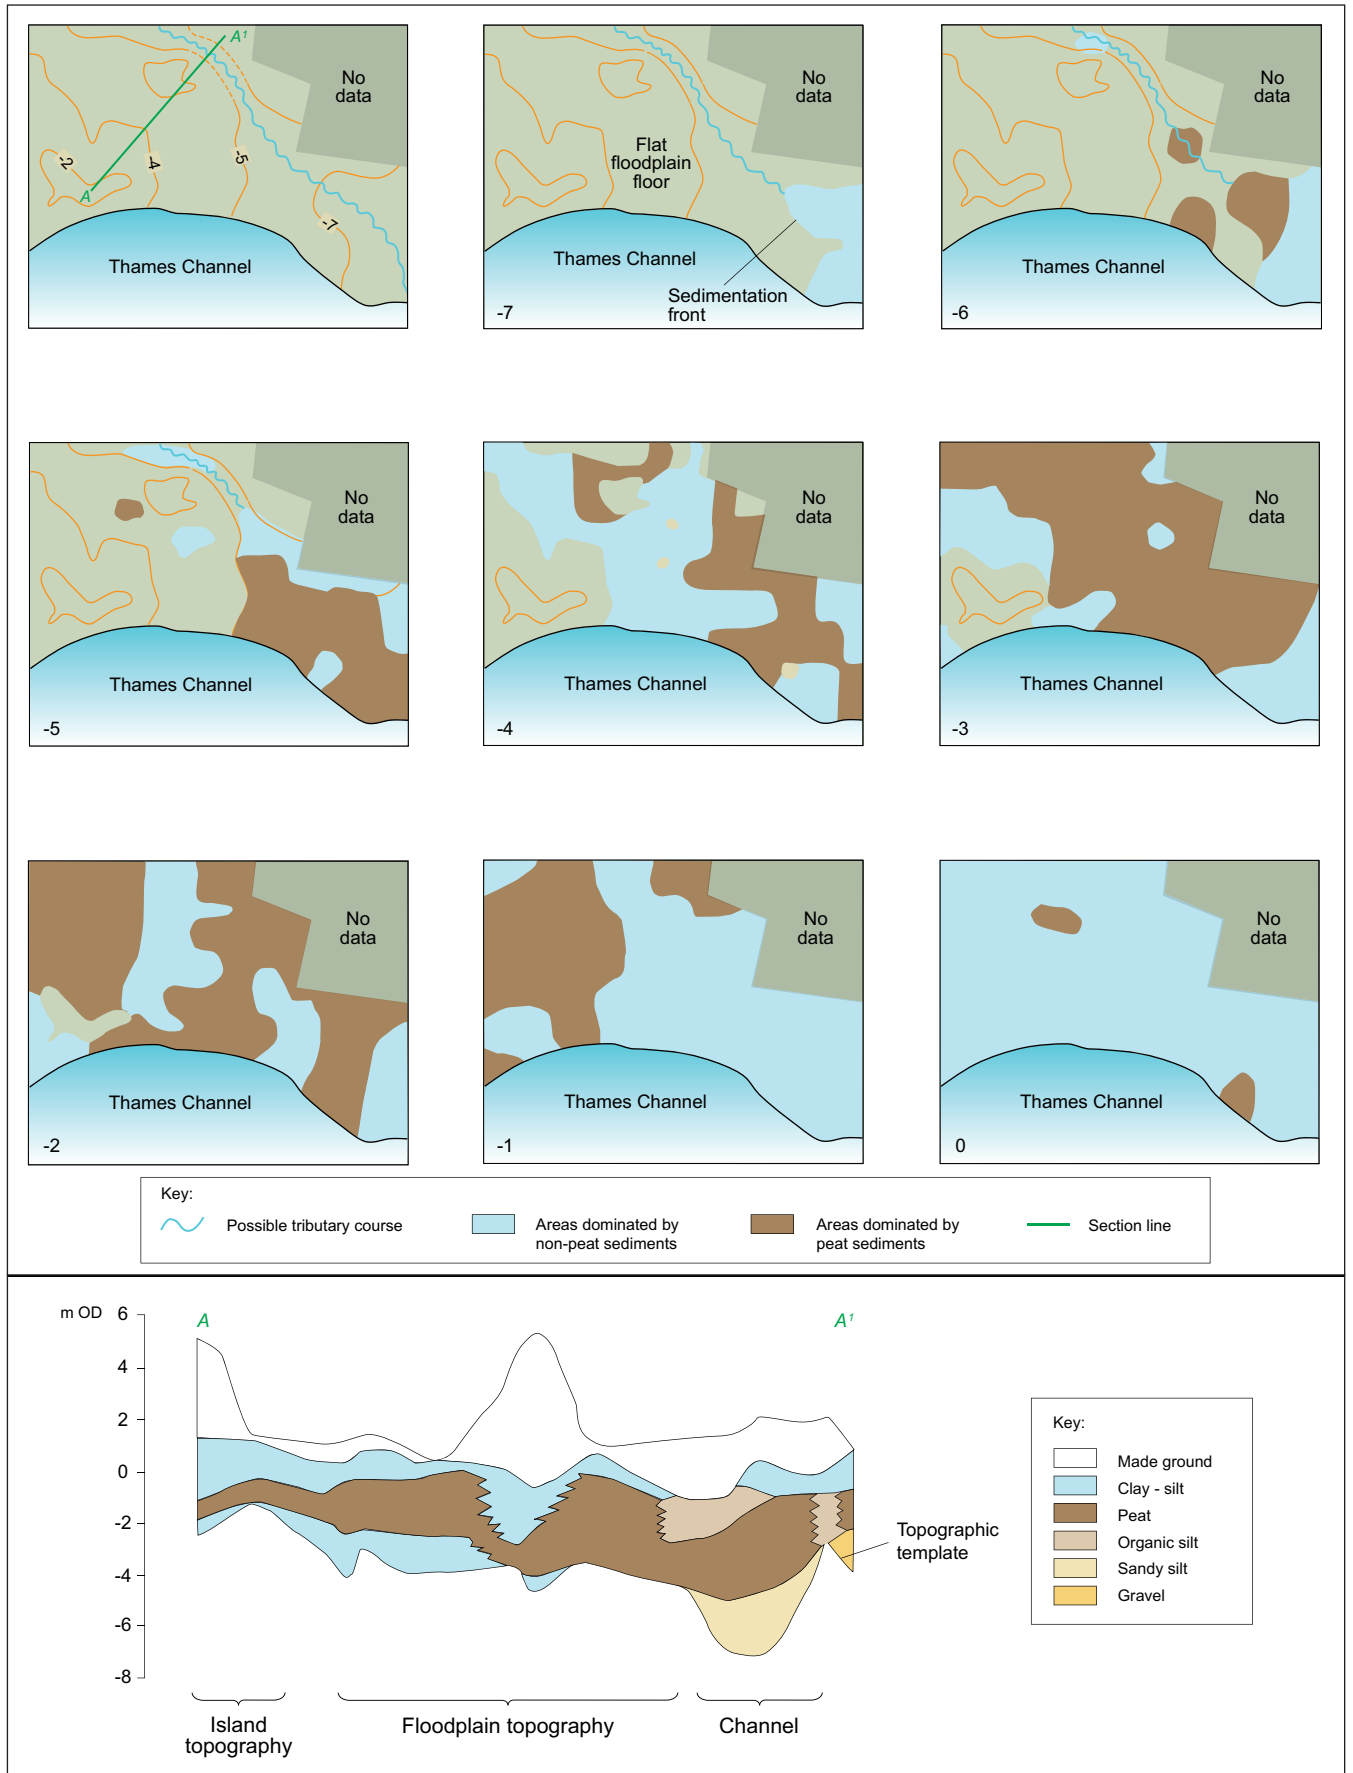 A¹
No
data
-2
-4
-5
A
-7
Thames Channel
No
data
Flat
floodplain
floor
Thames Channel
Sedimentation
front
-7
No
data
Thames Channel
-6
No
data
Thames Channel
-5
No
data
Thames Channel
-4
No
data
Thames Channel
-3
No
data
Thames Channel
-2
No
data
Thames Channel
-1
No
data
Thames Channel
0
Key:
Possible tributary course
Areas dominated by
non-peat sediments
Areas dominated by
peat sediments
Section line
m OD
6
4
2
0
-2
-4
-6
-8
A
A¹
Topographic
template
Key:
Made ground
Clay - silt
Peat
Organic silt
Sandy silt
Gravel
Island
topography
Floodplain topography
Channel